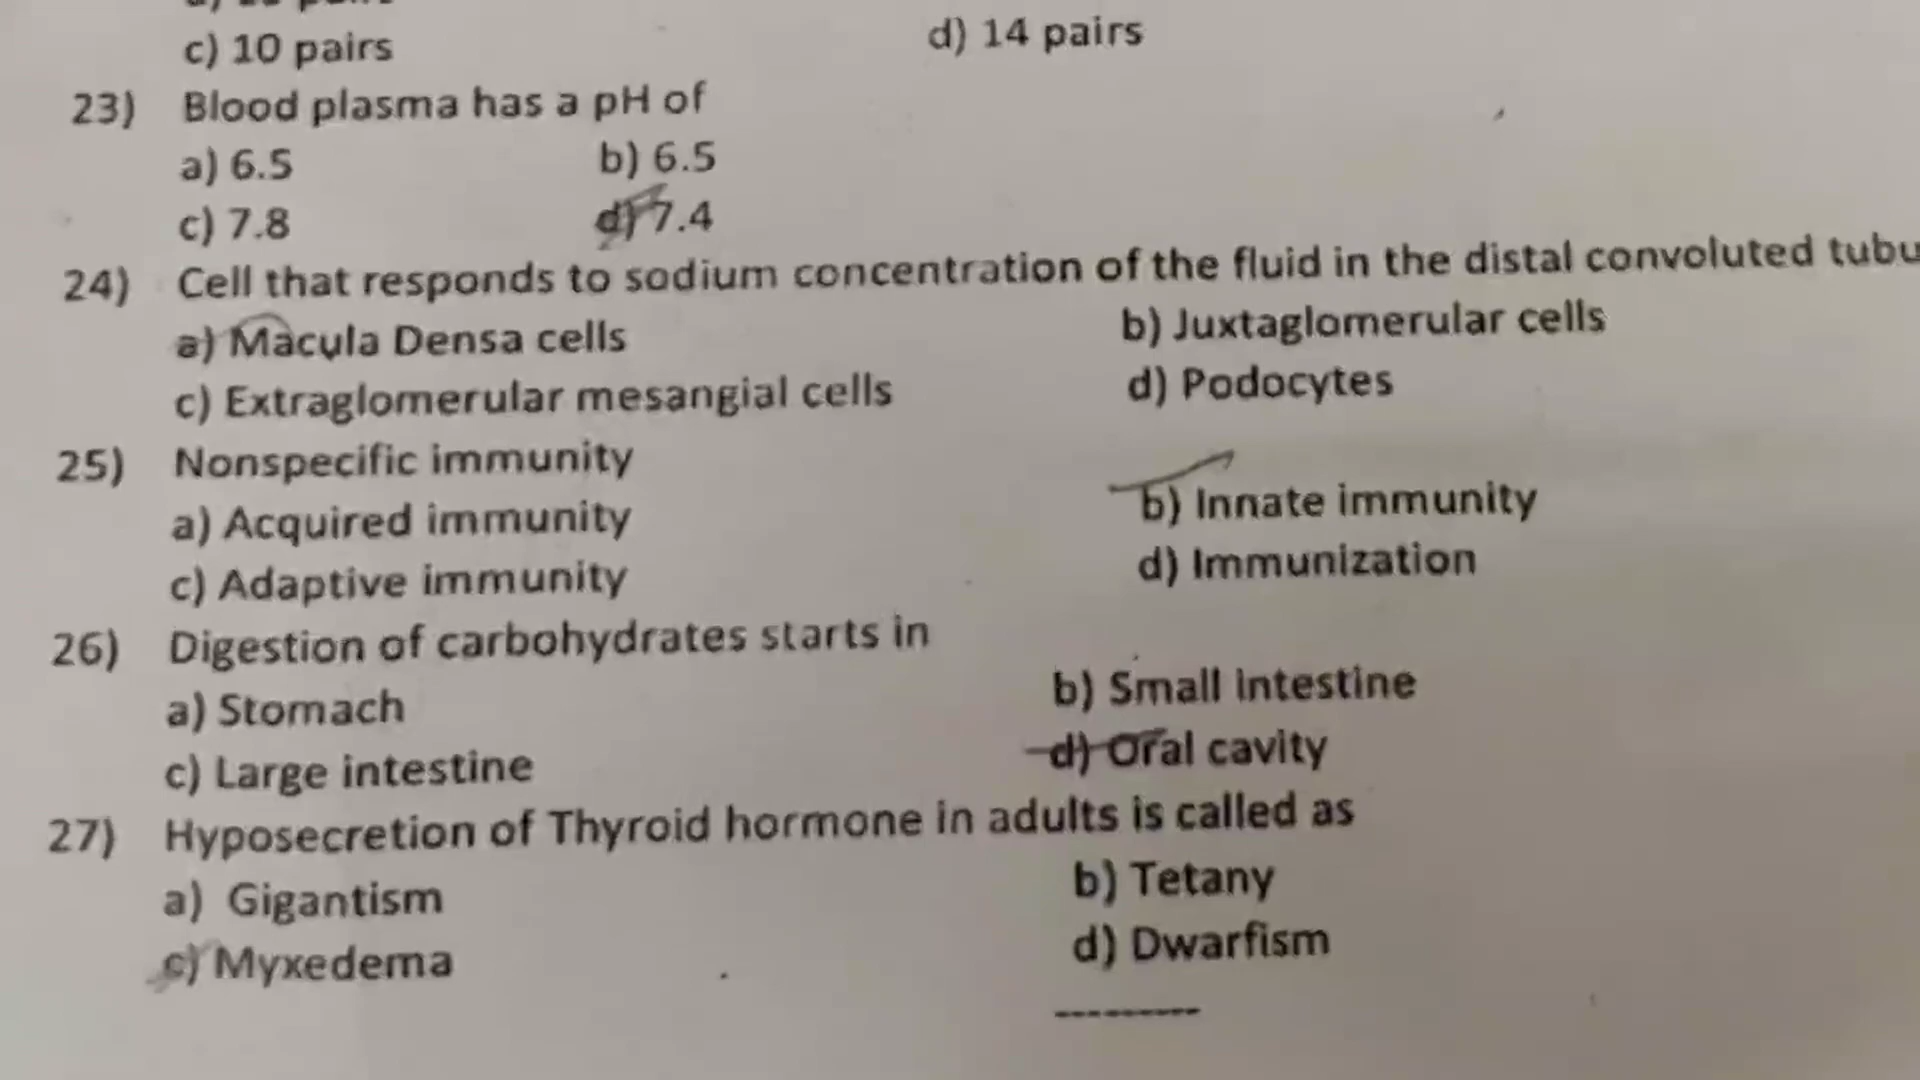 c) 10 pairs d) 14 pairs
23) Blood plasma has a pH of
a) 6.5 b) 6.5
c) 7.8 d) 7.4
24) Cell that responds to sodium concentration of the fluid in the distal convoluted tubu
a) Macula Densa cells b) Juxtaglomerular cells
c) Extraglomerular mesangial cells d) Podocytes
25) Nonspecific immunity
a) Acquired immunity b) Innate immunity
c) Adaptive immunity d) Immunization
26) Digestion of carbohydrates starts in
a) Stomach b) Small intestine
c) Large intestine d) Oral cavity
27) Hyposecretion of Thyroid hormone in adults is called as
a) Gigantism b) Tetany
c) Myxedema d) Dwarfism
---------